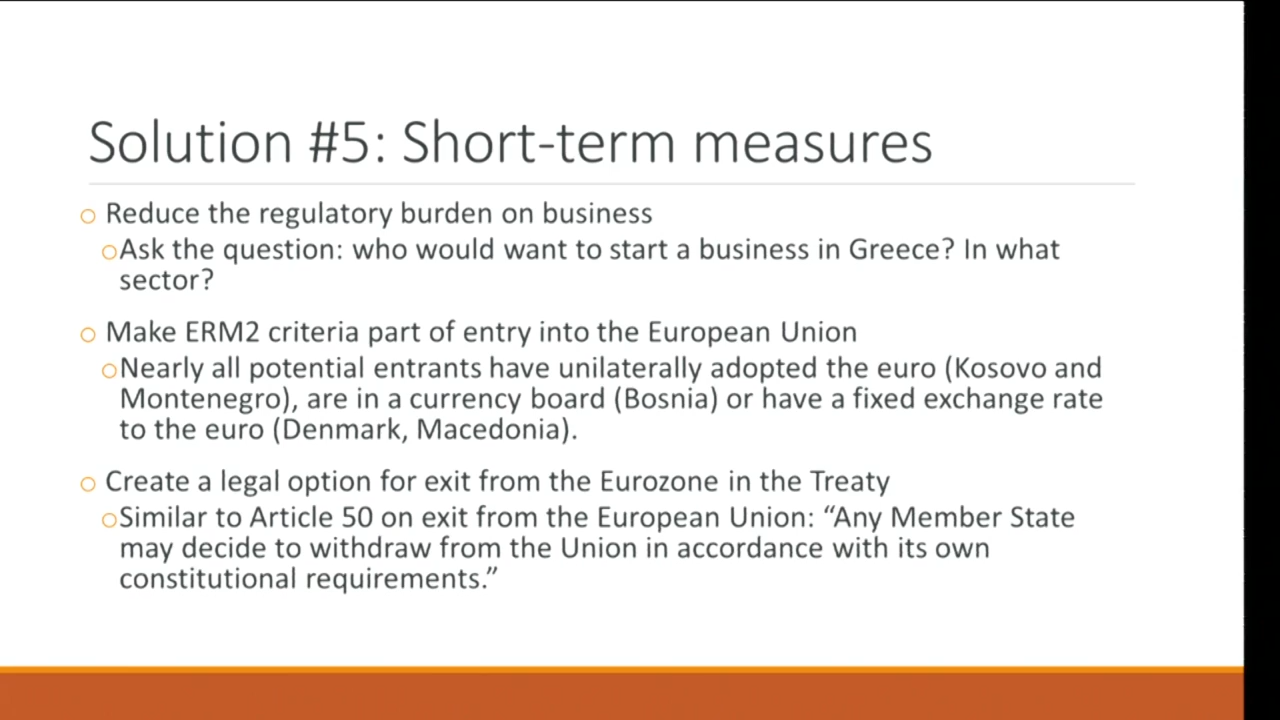 Solution #5: Short-term measures
o Reduce the regulatory burden on business
oAsk the question: who would want to start a business in Greece? In what
sector?
o Make ERM2 criteria part of entry into the European Union
oNearly all potential entrants have unilaterally adopted the euro (Kosovo and
Montenegro), are in a currency board (Bosnia) or have a fixed exchange rate
to the euro (Denmark, Macedonia).
o Create a legal option for exit from the Eurozone in the Treaty
oSimilar to Article 50 on exit from the European Union: “Any Member State
may decide to withdraw from the Union in accordance with its own
constitutional requirements.”